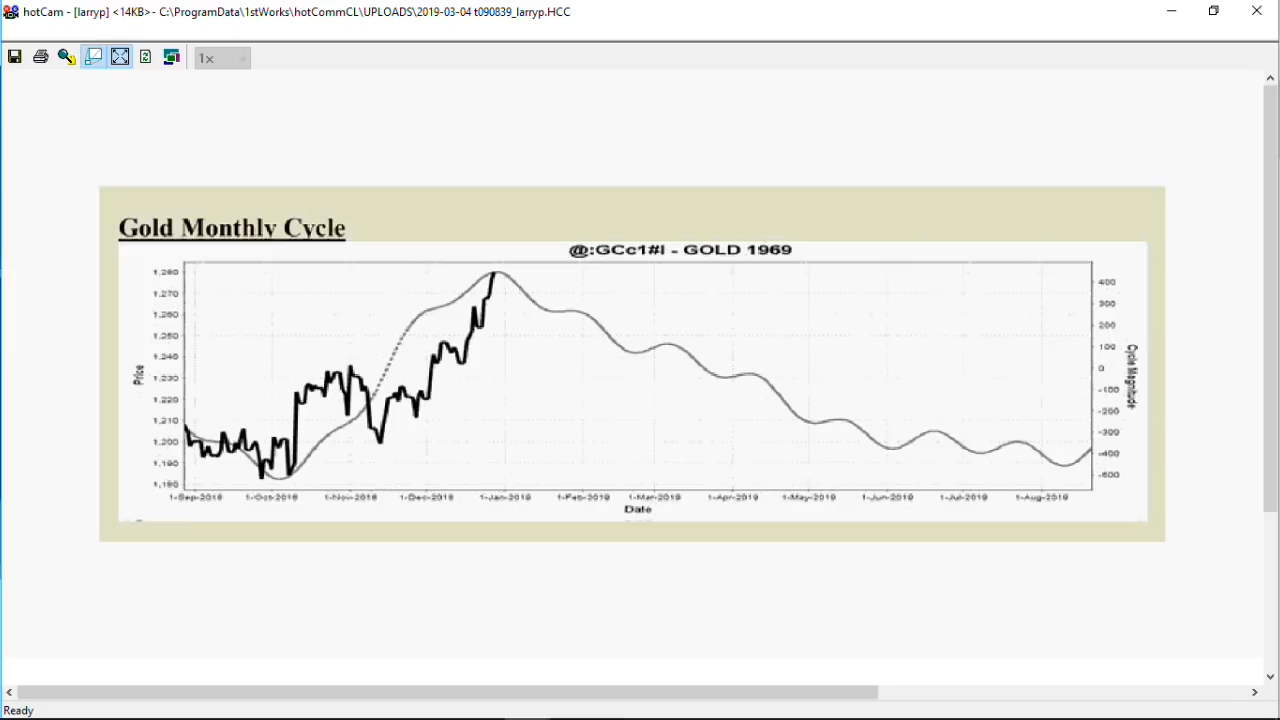 hotCam - [larryp] <14KB>- C:\ProgramData\1stWorks\hotCommCL\UPLOADS\2019-03-04 t090839_larryp.HCC
1x
Gold Monthly Cycle
@:GCc1#I - GOLD 1969
1,280
1,270
1,260
1,250
1,240
1,230
1,220
1,210
1,200
1,190
1,180
Price
400
300
200
100
0
-100
-200
-300
-400
-500
Cycle Magnitude
1-Sep-2018 1-Oct-2018 1-Nov-2018 1-Dec-2018 1-Jan-2019 1-Feb-2019 1-Mar-2019 1-Apr-2019 1-May-2019 1-Jun-2019 1-Jul-2019 1-Aug-2019
Date
Ready